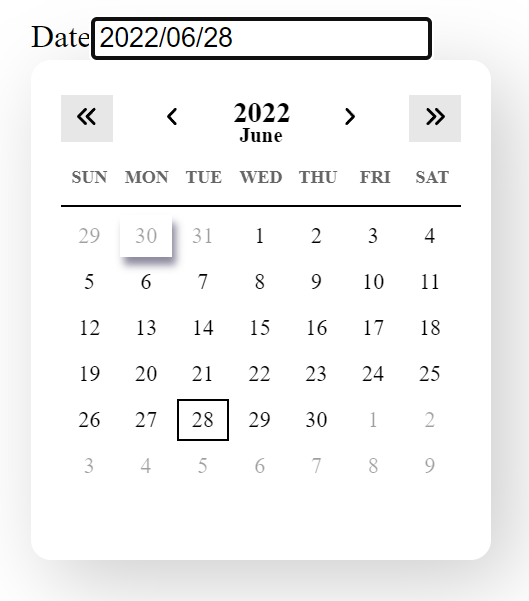 Date 2022/06/28
2022
June
SUN MON TUE WED THU FRI SAT
29 30 31 1 2 3 4
5 6 7 8 9 10 11
12 13 14 15 16 17 18
19 20 21 22 23 24 25
26 27 28 29 30 1 2
3 4 5 6 7 8 9